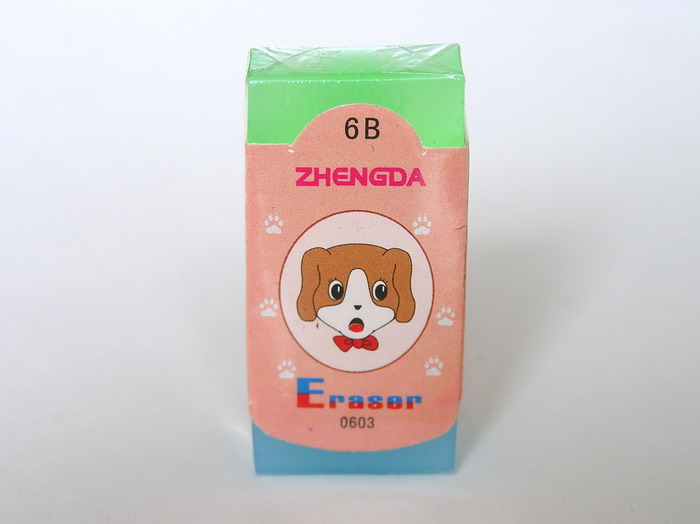 6B
ZHENGDA
Eraser
0603